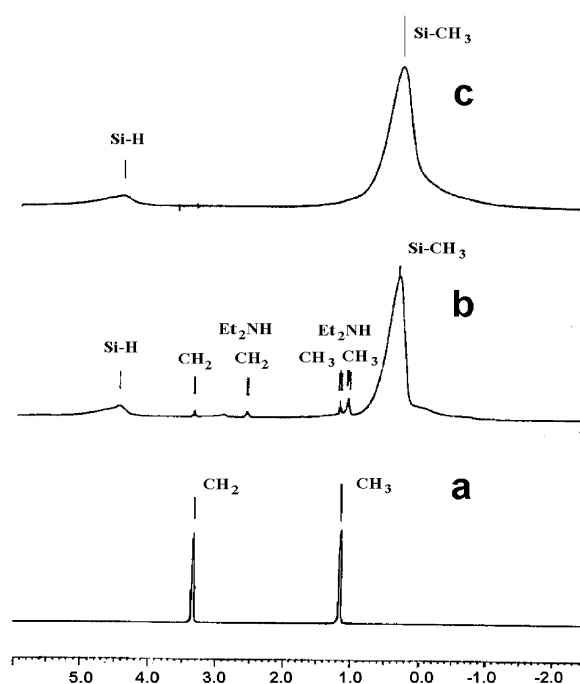 Si-CH₃
c
Si-H
Si-CH₃
b
Et₂NH Et₂NH
Si-H
CH₂ CH₂ CH₃ CH₃
a
CH₂ CH₃
5.0 4.0 3.0 2.0 1.0 0.0 -1.0 -2.0